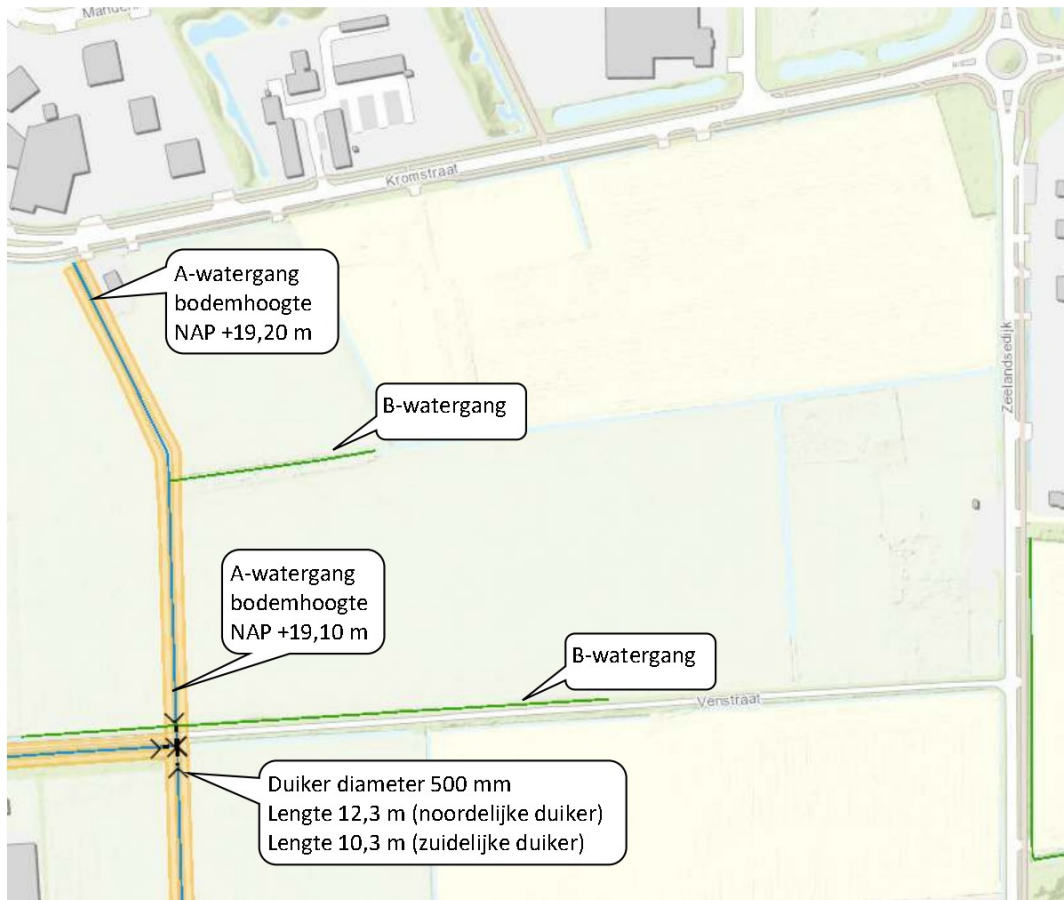 Kromstraat
A-watergang
bodemhoogte
NAP +19,20 m
Zeelandsedijk
B-watergang
A-watergang
bodemhoogte
NAP +19,10 m
B-watergang
Venstraat
Duiker diameter 500 mm
Lengte 12,3 m (noordelijke duiker)
Lengte 10,3 m (zuidelijke duiker)